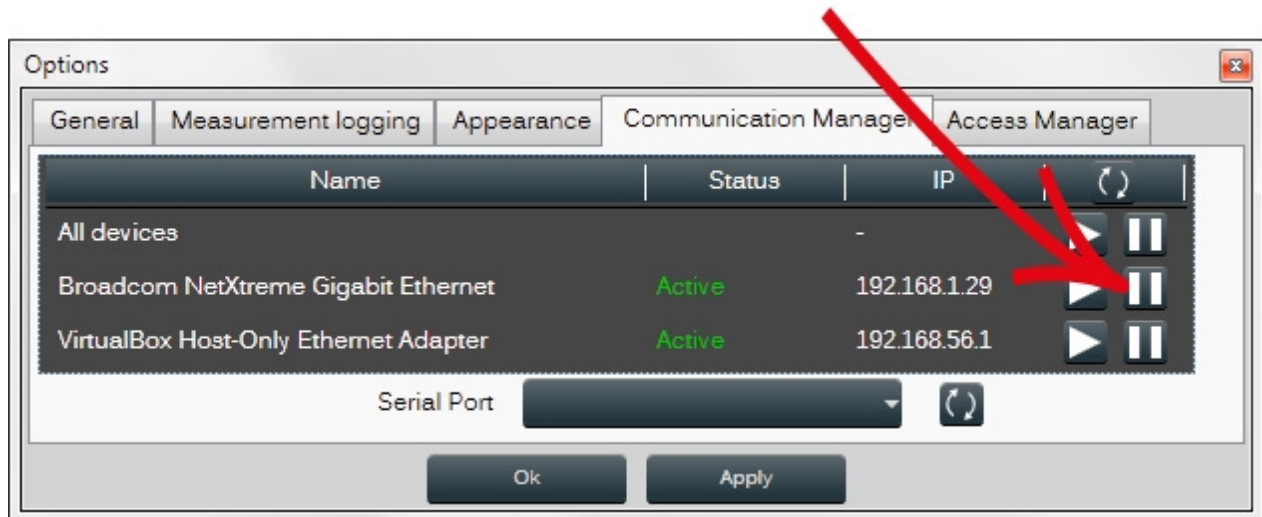 Options
General Measurement logging Appearance Communication Manager Access Manager
Name Status IP
All devices -
Broadcom NetXtreme Gigabit Ethernet Active 192.168.1.29
VirtualBox Host-Only Ethernet Adapter Active 192.168.56.1
Serial Port
Ok Apply